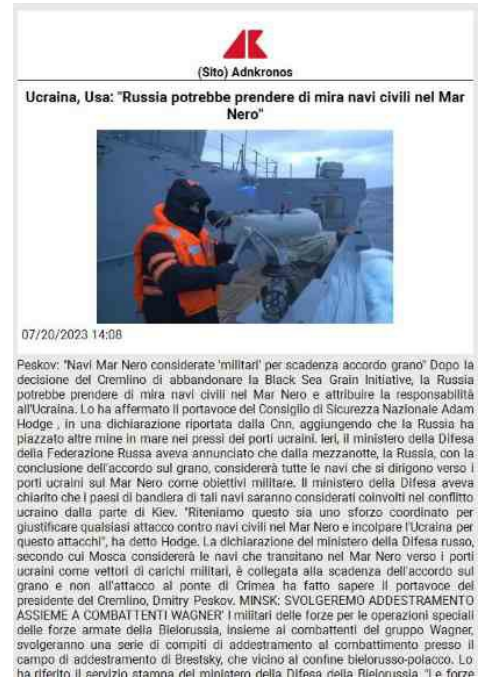 (Sito) Adnkronos
Ucraina, Usa: "Russia potrebbe prendere di mira navi civili nel Mar
Nero"
07/20/2023 14:08
Peskov: "Navi Mar Nero considerate 'militari' per scadenza accordo grano" Dopo la
decisione del Cremlino di abbandonare la Black Sea Grain Initiative, la Russia
potrebbe prendere di mira navi civili nel Mar Nero e attribuire la responsabilità
all'Ucraina. Lo ha affermato il portavoce del Consiglio di Sicurezza Nazionale Adam
Hodge , in una dichiarazione riportata dalla Cnn, aggiungendo che la Russia ha
piazzato altre mine in mare nei pressi dei porti ucraini. Ieri, il ministero della Difesa
della Federazione Russa aveva annunciato che dalla mezzanotte, la Russia, con la
conclusione dell'accordo sul grano, considererà tutte le navi che si dirigono verso i
porti ucraini sul Mar Nero come obiettivi militare. Il ministero della Difesa aveva
chiarito che i paesi di bandiera di tali navi saranno considerati coinvolti nel conflitto
ucraino dalla parte di Kiev. "Riteniamo questo sia uno sforzo coordinato per
giustificare qualsiasi attacco contro navi civili nel Mar Nero e incolpare l'Ucraina per
questo attacchi", ha detto Hodge. La dichiarazione del ministero della Difesa russo,
secondo cui Mosca considererà le navi che transitano nel Mar Nero verso i porti
ucraini come vettori di carichi militari, è collegata alla scadenza dell'accordo sul
grano e non all'attacco al ponte di Crimea ha fatto sapere il portavoce del
presidente del Cremlino, Dmitry Peskov. MINSK: SVOLGEREMO ADDESTRAMENTO
ASSIEME A COMBATTENTI WAGNER' I militari delle forze per le operazioni speciali
delle forze armate della Bielorussia, insieme ai combattenti del gruppo Wagner,
svolgeranno una serie di compiti di addestramento al combattimento presso il
campo di addestramento di Brestsky, che vicino al confine bielorusso-polacco. Lo
ha riferito il servizio stampa del ministero della Difesa della Bielorussia. "Le forze